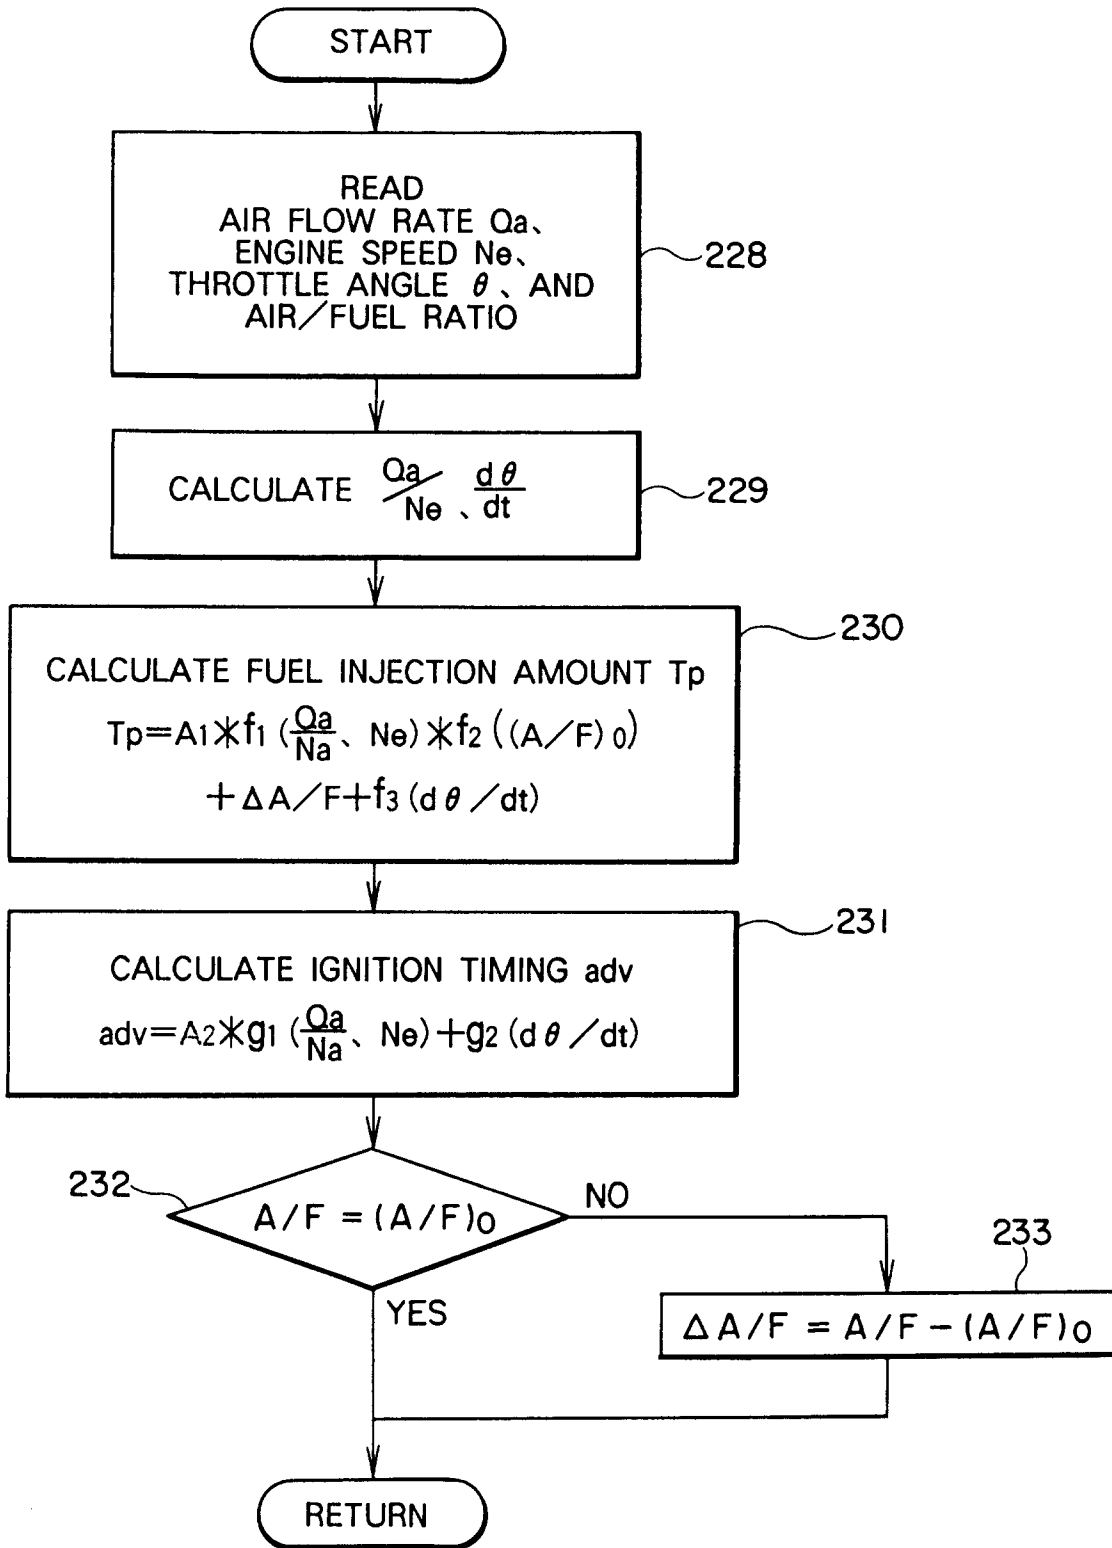 START
READ
AIR FLOW RATE Qa、
ENGINE SPEED Ne、
THROTTLE ANGLE θ、AND
AIR/FUEL RATIO
228
CALCULATE Qa/Ne、dθ/dt
229
230
CALCULATE FUEL INJECTION AMOUNT Tp
Tp=A1*f1(Qa/Na、Ne)*f2((A/F)0)
+ΔA/F+f3(dθ/dt)
231
CALCULATE IGNITION TIMING adv
adv=A2*g1(Qa/Na、Ne)+g2(dθ/dt)
232
A/F=(A/F)0
NO
233
YES
ΔA/F=A/F-(A/F)0
RETURN